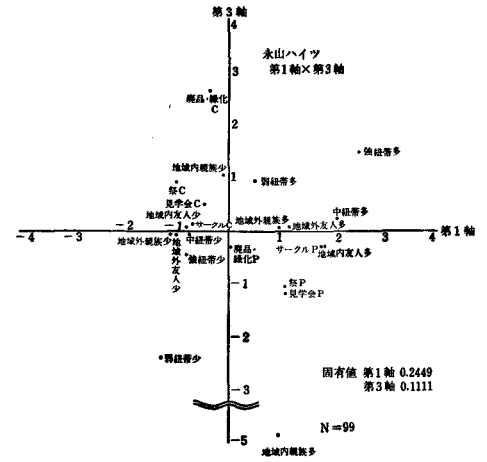 第3軸
4
永山ハイツ
第1軸×第3軸
3
廃品・緑化
C
2
強紐帯多
地域内親族少
1
弱紐帯多
祭C
見学会C
地域内友人少
サークルC
地域外親族多
中紐帯多
地域外友人多
-4
-3
-2
-1
1
2
3
4
第1軸
地域外親族少
地域外友人少
中紐帯少
強紐帯少
廃品・
緑化P
サークルP
地域内友人多
-1
祭P
見学会P
-2
弱紐帯少
固有値 第1軸 0.2449
第3軸 0.1111
-3
N=99
-5
地域内親族多